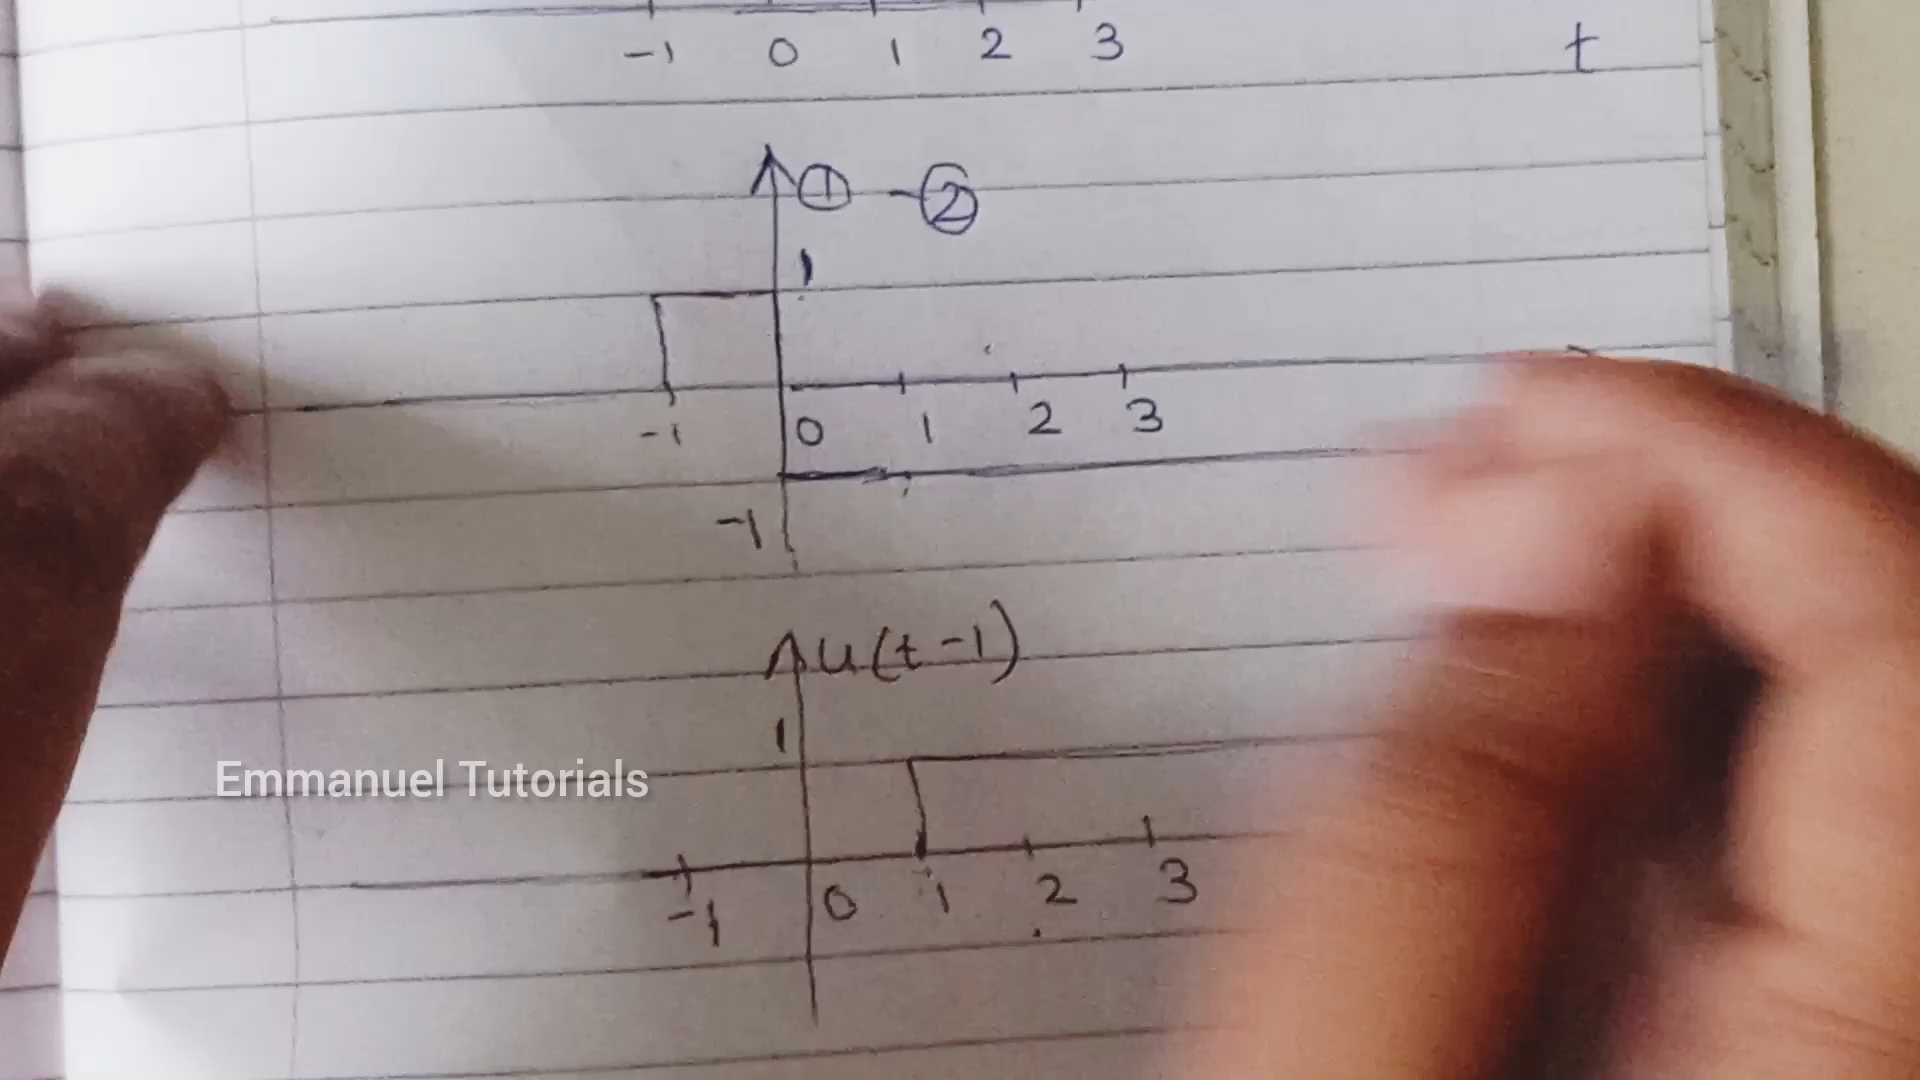 -1 0 1 2 3 t
① -②
1
-1 0 1 2 3
-1
u(t-1)
1
Emmanuel Tutorials
-1 0 1 2 3